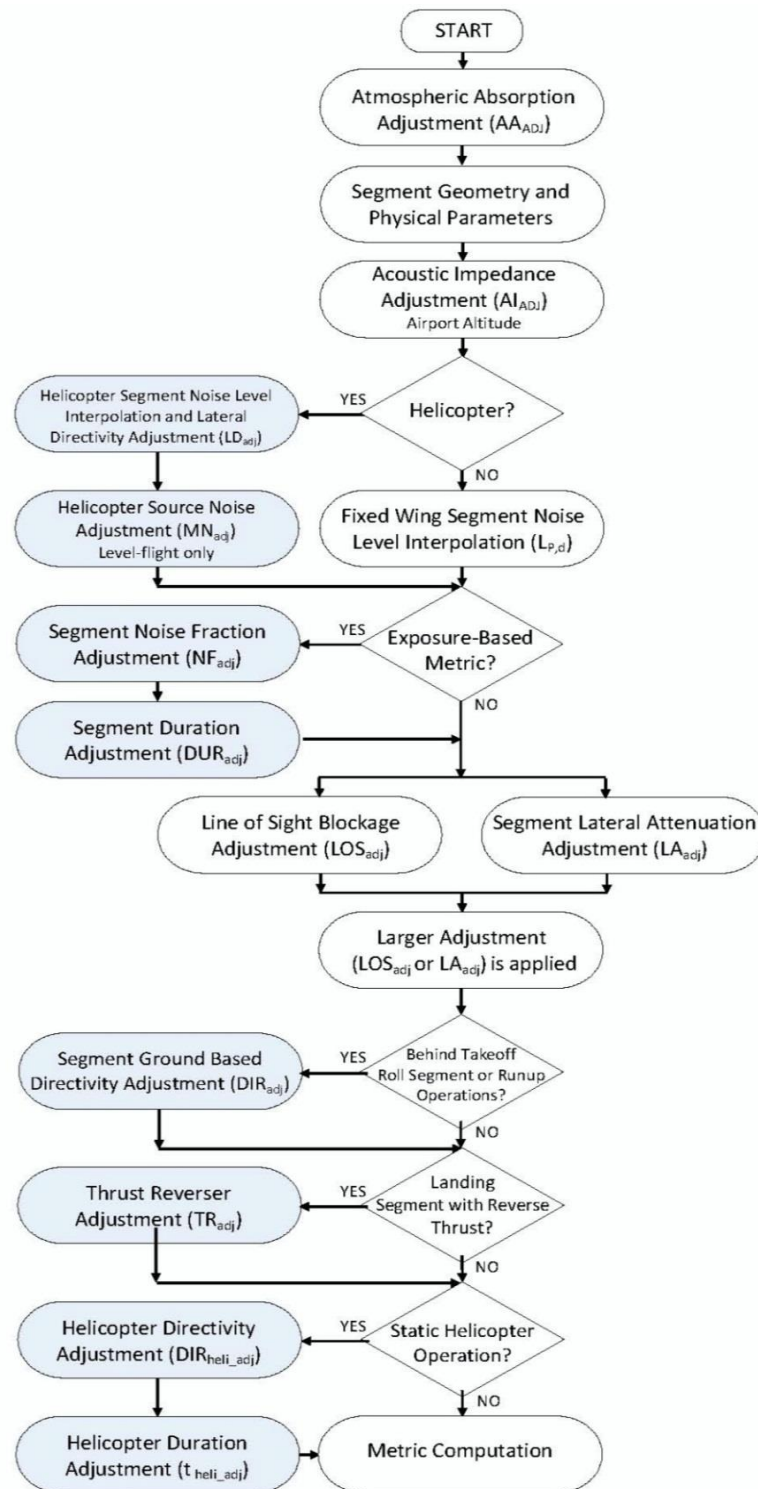 START
Atmospheric Absorption
Adjustment (AA_ADJ)
Segment Geometry and
Physical Parameters
Acoustic Impedance
Adjustment (AI_ADJ)
Airport Altitude
Helicopter Segment Noise Level
Interpolation and Lateral
Directivity Adjustment (LD_adj)
YES
Helicopter?
NO
Helicopter Source Noise
Adjustment (MN_adj)
Level-flight only
Fixed Wing Segment Noise
Level Interpolation (L_P,d)
Segment Noise Fraction
Adjustment (NF_adj)
YES
Exposure-Based
Metric?
NO
Segment Duration
Adjustment (DUR_adj)
Line of Sight Blockage
Adjustment (LOS_adj)
Segment Lateral Attenuation
Adjustment (LA_adj)
Larger Adjustment
(LOS_adj or LA_adj) is applied
Segment Ground Based
Directivity Adjustment (DIR_adj)
YES
Behind Takeoff
Roll Segment or Runup
Operations?
NO
Thrust Reverser
Adjustment (TR_adj)
YES
Landing
Segment with Reverse
Thrust?
NO
Helicopter Directivity
Adjustment (DIR_heli_adj)
YES
Static Helicopter
Operation?
NO
Helicopter Duration
Adjustment (t_heli_adj)
Metric Computation